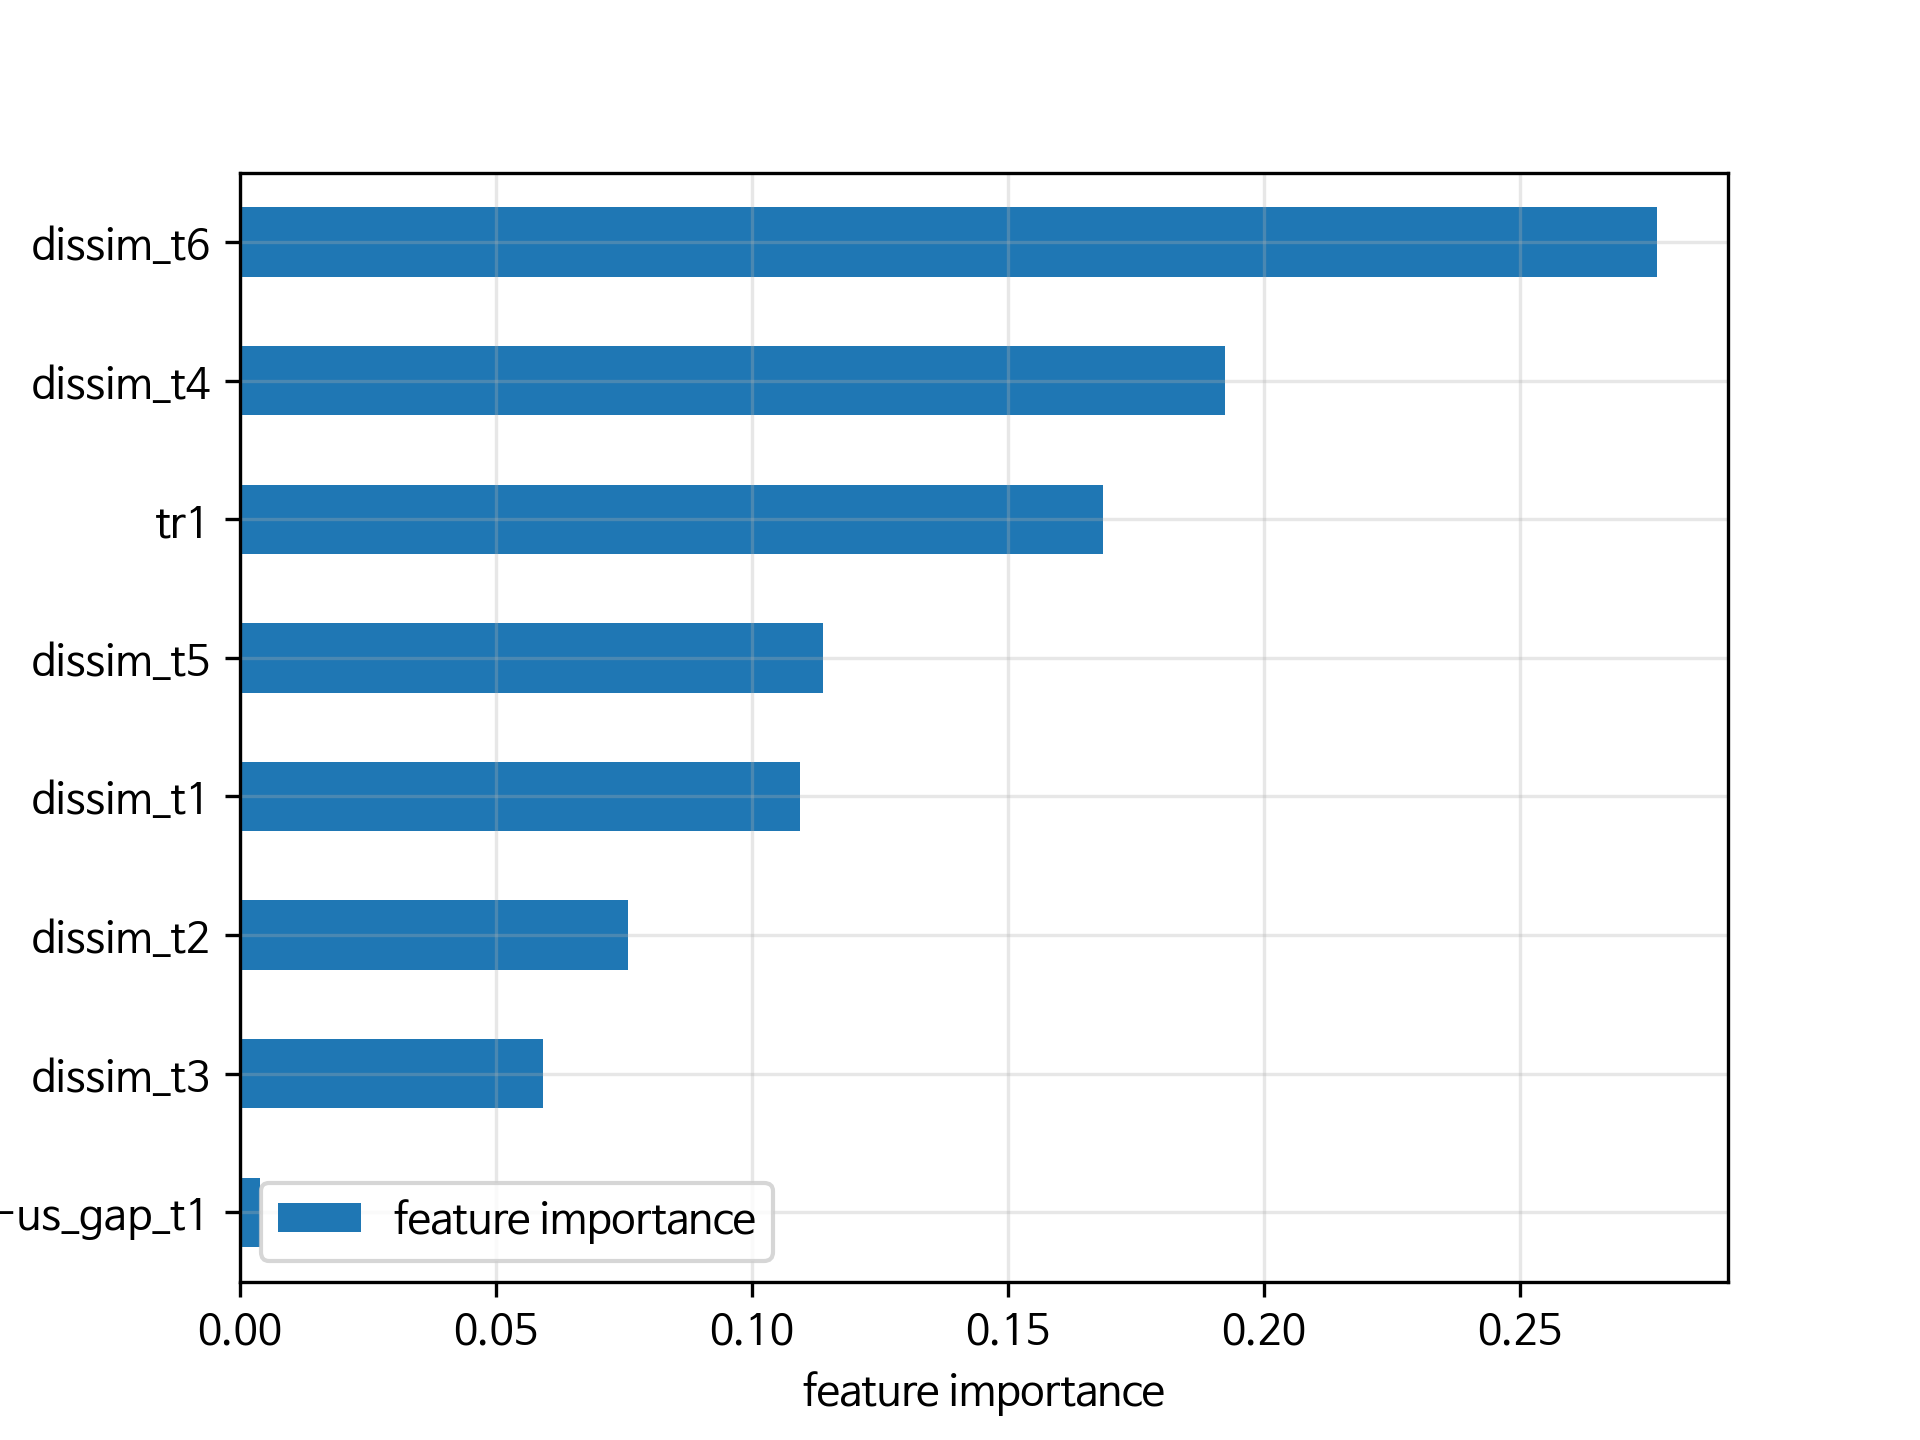 dissim_t6
dissim_t4
tr1
dissim_t5
dissim_t1
dissim_t2
dissim_t3
-us_gap_t1
feature importance
0.00 0.05 0.10 0.15 0.20 0.25
feature importance